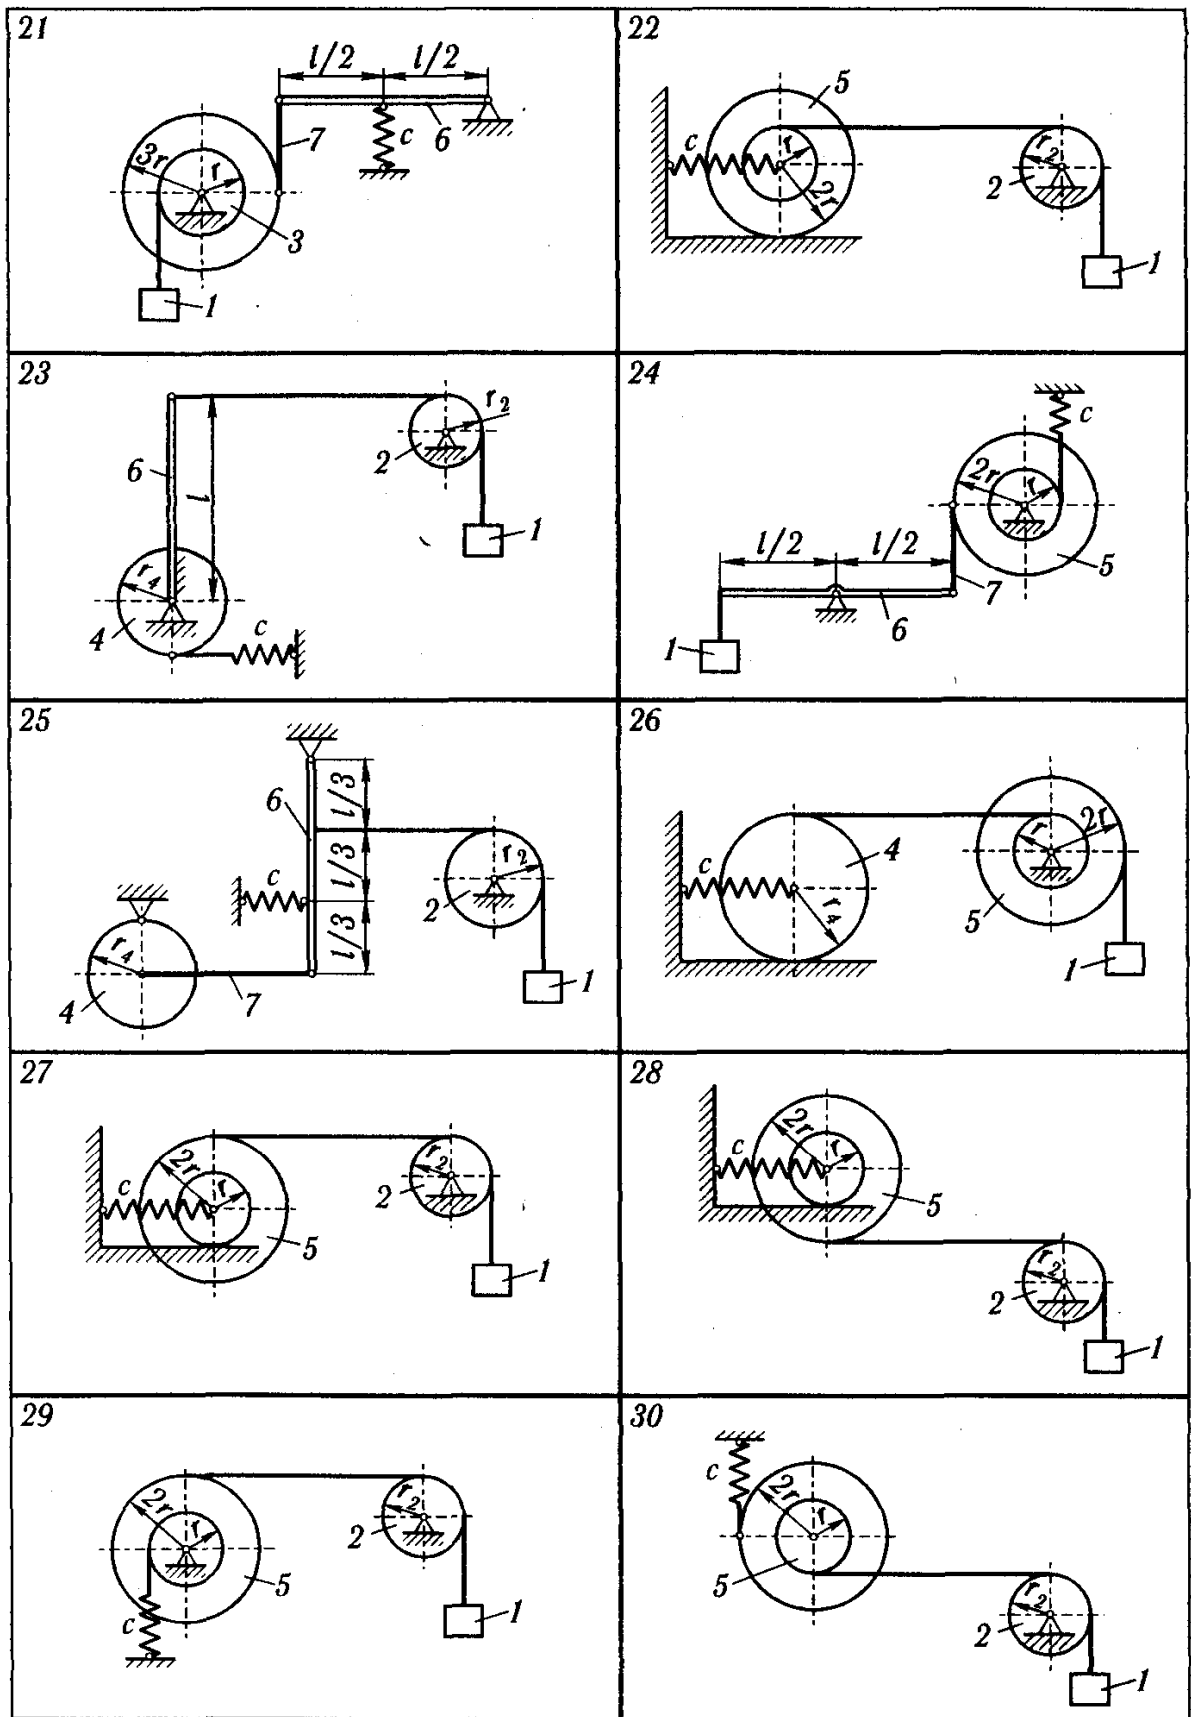 21
l/2 l/2
3r r 7 c 6
3
1
22
5
c r 2r r₂ 2
1
23
r₂
6 l 2
1
r₄
4 c
24
c
2r r
l/2 l/2 5
7
1 6
25
l/3
6
l/3 r₂
c 2
l/3
r₄ 1
4 7
26
r 2r
c 4
r₄ 5
1
27
2r r r₂
c 2
5 1
28
2r r
c
5
r₂
2
1
29
2r r r₂
2
5
c 1
30
c
2r r
5 r₂
2
1